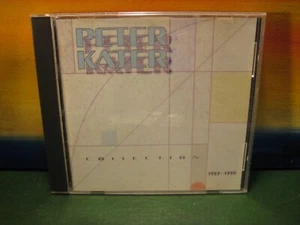 PETER
KATER
COLLECTION
1983-1990